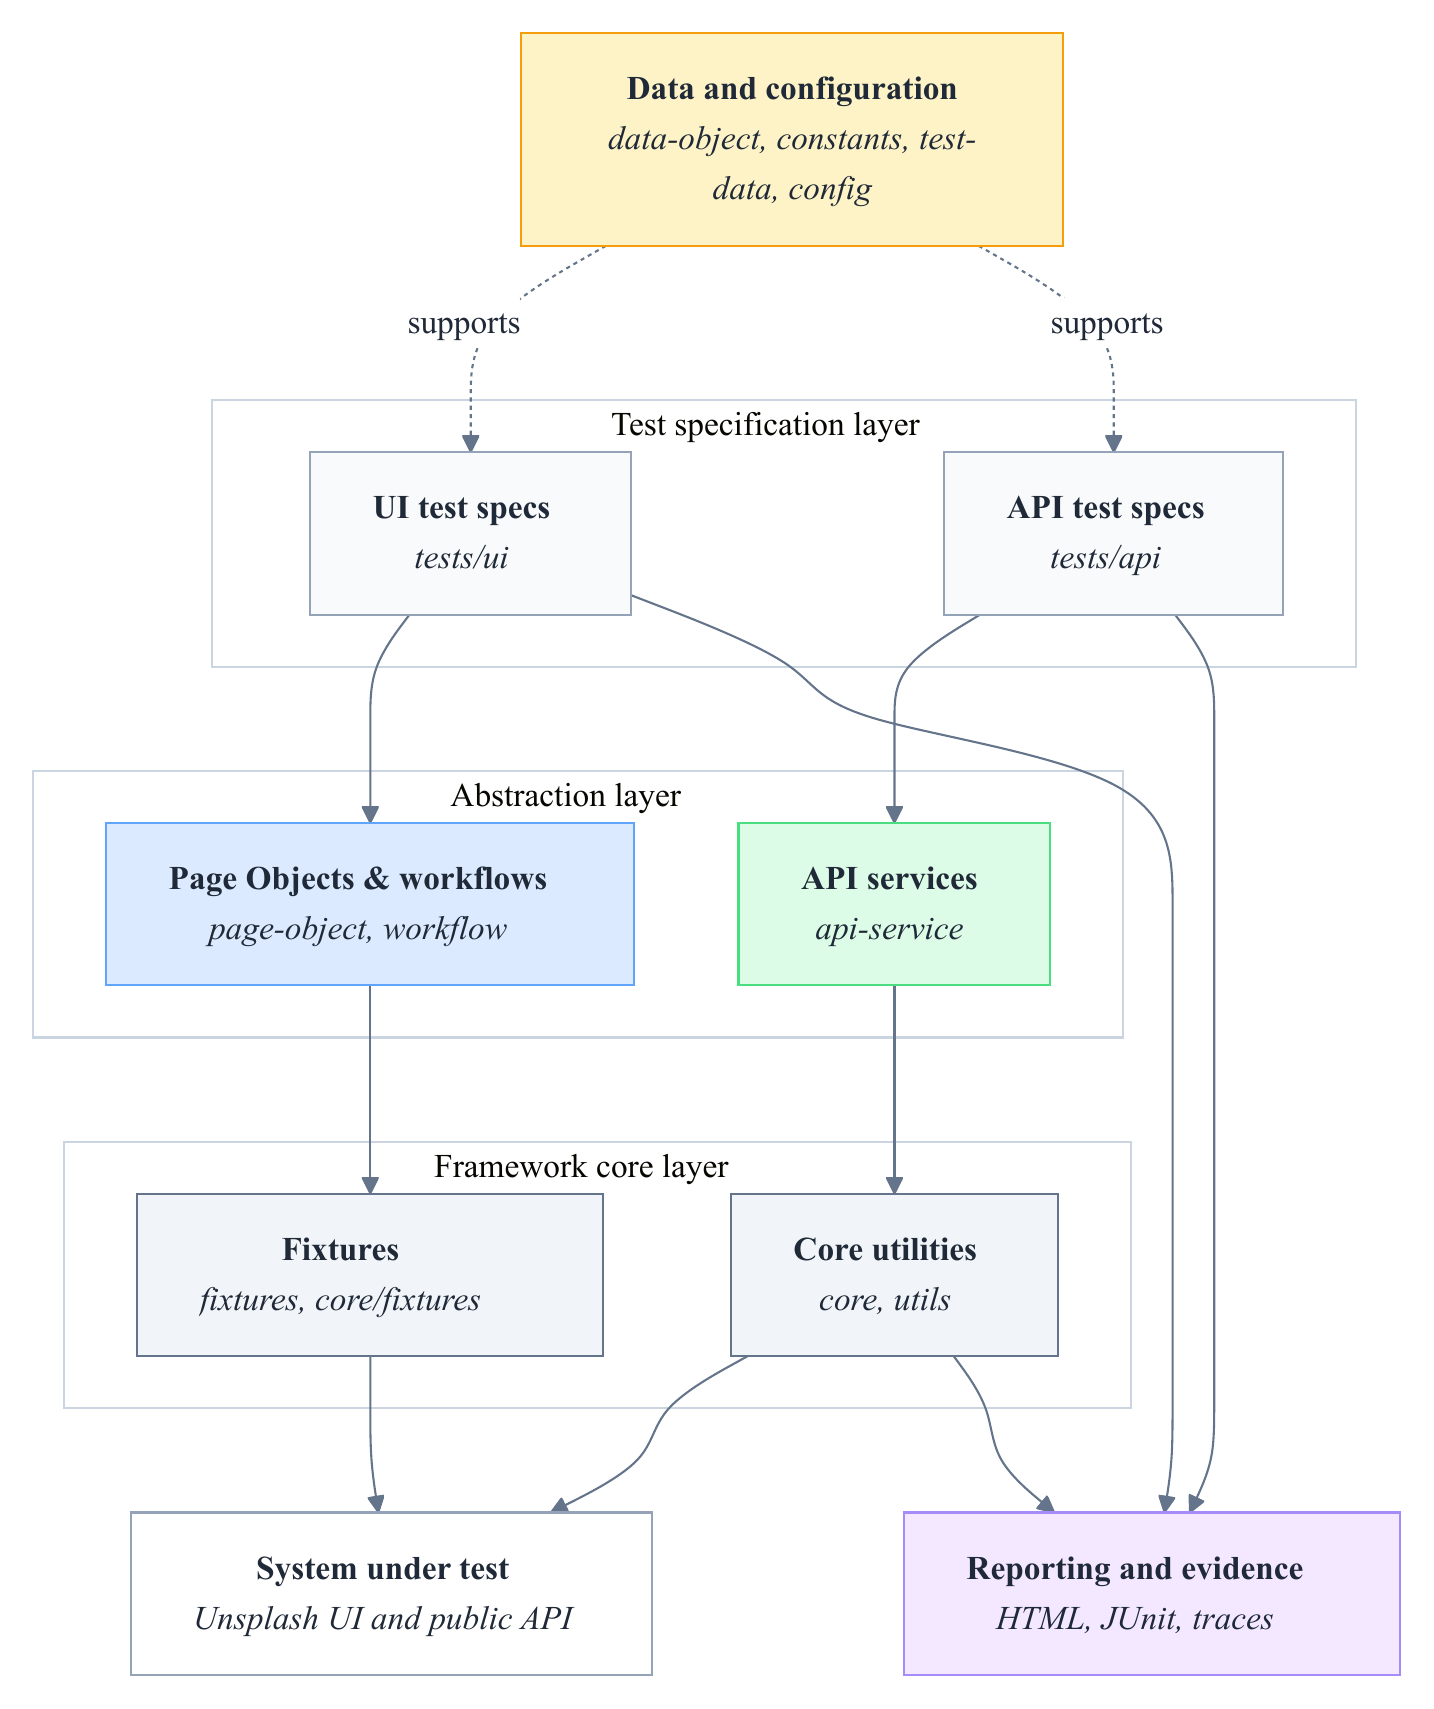 Data and configuration
data-object, constants, test-
data, config
supports
supports
Test specification layer
UI test specs
tests/ui
API test specs
tests/api
Abstraction layer
Page Objects & workflows
page-object, workflow
API services
api-service
Framework core layer
Fixtures
fixtures, core/fixtures
Core utilities
core, utils
System under test
Unsplash UI and public API
Reporting and evidence
HTML, JUnit, traces